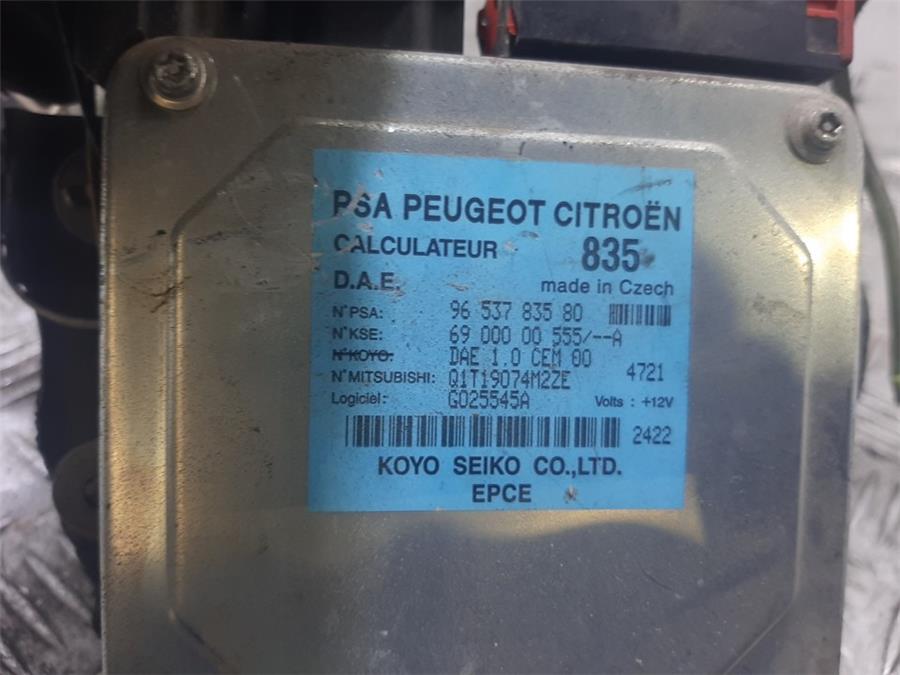 PSA PEUGEOT CITROËN
CALCULATEUR 835
D.A.E. made in Czech
N°PSA: 96 537 835 80
N°KSE: 69 000 00 555/--A
N°KOYO: DAE 1.0 CEM 00
N°MITSUBISHI: Q1T19074M2ZE 4721
Logiciel: G025545A Volts : +12V
2422
KOYO SEIKO CO.,LTD.
EPCE